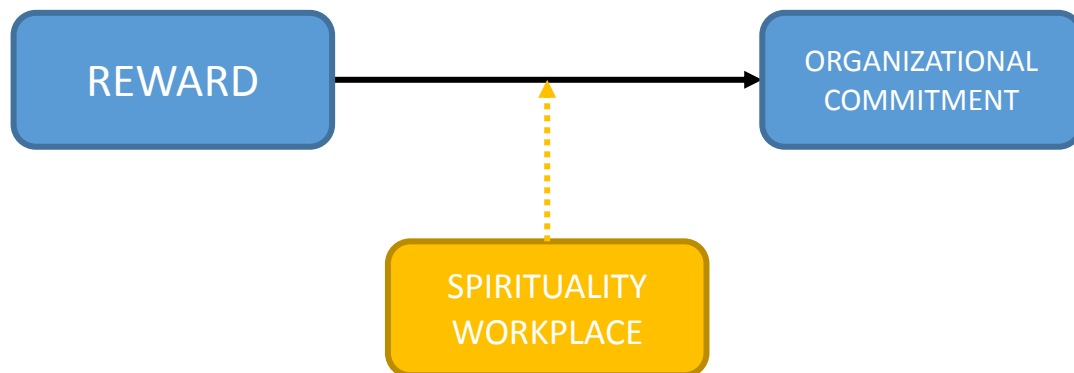 REWARD
ORGANIZATIONAL
COMMITMENT
SPIRITUALITY
WORKPLACE